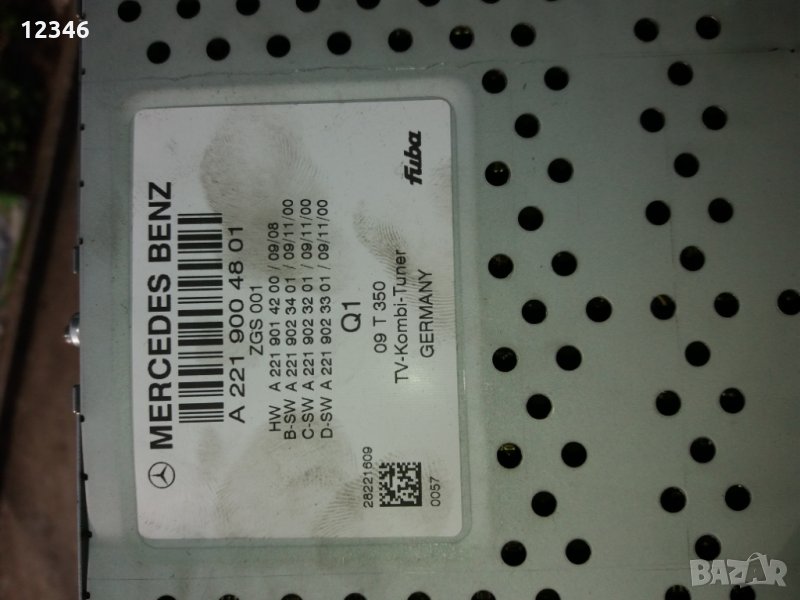 12346
MERCEDES BENZ
A 221 900 48 01
ZGS 001
HW A 221 901 42 00 / 09/08
B-SW A 221 902 34 01 / 09/11/00
C-SW A 221 902 32 01 / 09/11/00
D-SW A 221 902 33 01 / 09/11/00
Q1
09 T 350
TV-Kombi-Tuner
GERMANY
fuba
28221609
0057
BAZAR